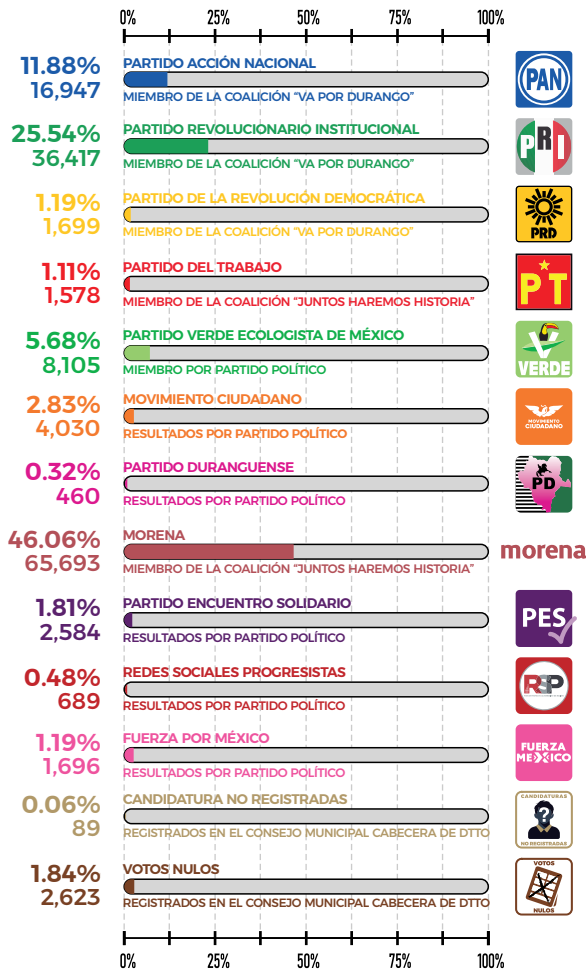 0% 25% 50% 75% 100%
11.88%
16,947
PARTIDO ACCIÓN NACIONAL
MIEMBRO DE LA COALICIÓN "VA POR DURANGO"
PAN
25.54%
36,417
PARTIDO REVOLUCIONARIO INSTITUCIONAL
MIEMBRO DE LA COALICIÓN "VA POR DURANGO"
PRI
1.19%
1,699
PARTIDO DE LA REVOLUCIÓN DEMOCRÁTICA
MIEMBRO DE LA COALICIÓN "VA POR DURANGO"
PRD
1.11%
1,578
PARTIDO DEL TRABAJO
MIEMBRO DE LA COALICIÓN "JUNTOS HAREMOS HISTORIA"
PT
5.68%
8,105
PARTIDO VERDE ECOLOGISTA DE MÉXICO
MIEMBRO POR PARTIDO POLÍTICO
V
VERDE
2.83%
4,030
MOVIMIENTO CIUDADANO
RESULTADOS POR PARTIDO POLÍTICO
MOVIMIENTO
CIUDADANO
0.32%
460
PARTIDO DURANGUENSE
RESULTADOS POR PARTIDO POLÍTICO
PD
46.06%
65,693
MORENA
MIEMBRO DE LA COALICIÓN "JUNTOS HAREMOS HISTORIA"
morena
1.81%
2,584
PARTIDO ENCUENTRO SOLIDARIO
RESULTADOS POR PARTIDO POLÍTICO
PES
0.48%
689
REDES SOCIALES PROGRESISTAS
RESULTADOS POR PARTIDO POLÍTICO
RSP
1.19%
1,696
FUERZA POR MÉXICO
RESULTADOS POR PARTIDO POLÍTICO
FUERZA
MEXICO
0.06%
89
CANDIDATURA NO REGISTRADAS
REGISTRADOS EN EL CONSEJO MUNICIPAL CABECERA DE DTTO
CANDIDATURAS
?
NO REGISTRADAS
1.84%
2,623
VOTOS NULOS
REGISTRADOS EN EL CONSEJO MUNICIPAL CABECERA DE DTTO
VOTOS
NULOS
0% 25% 50% 75% 100%